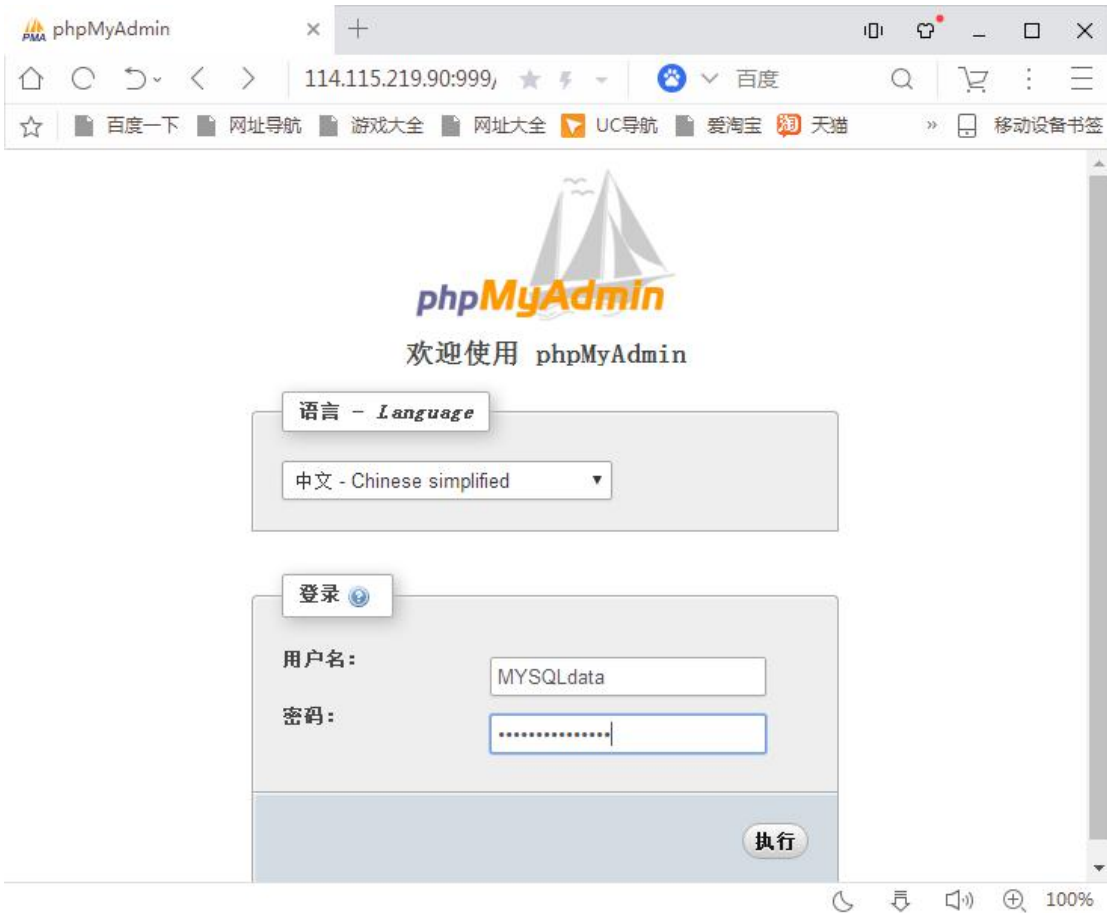 PMA phpMyAdmin
114.115.219.90:999/ 百度
百度一下 网址导航 游戏大全 网址大全 UC导航 爱淘宝 淘 天猫 » 移动设备书签
phpMyAdmin
欢迎使用 phpMyAdmin
语言 - Language
中文 - Chinese simplified
登录
用户名:
MYSQLdata
密码:
•••••••••••••••
执行
100%